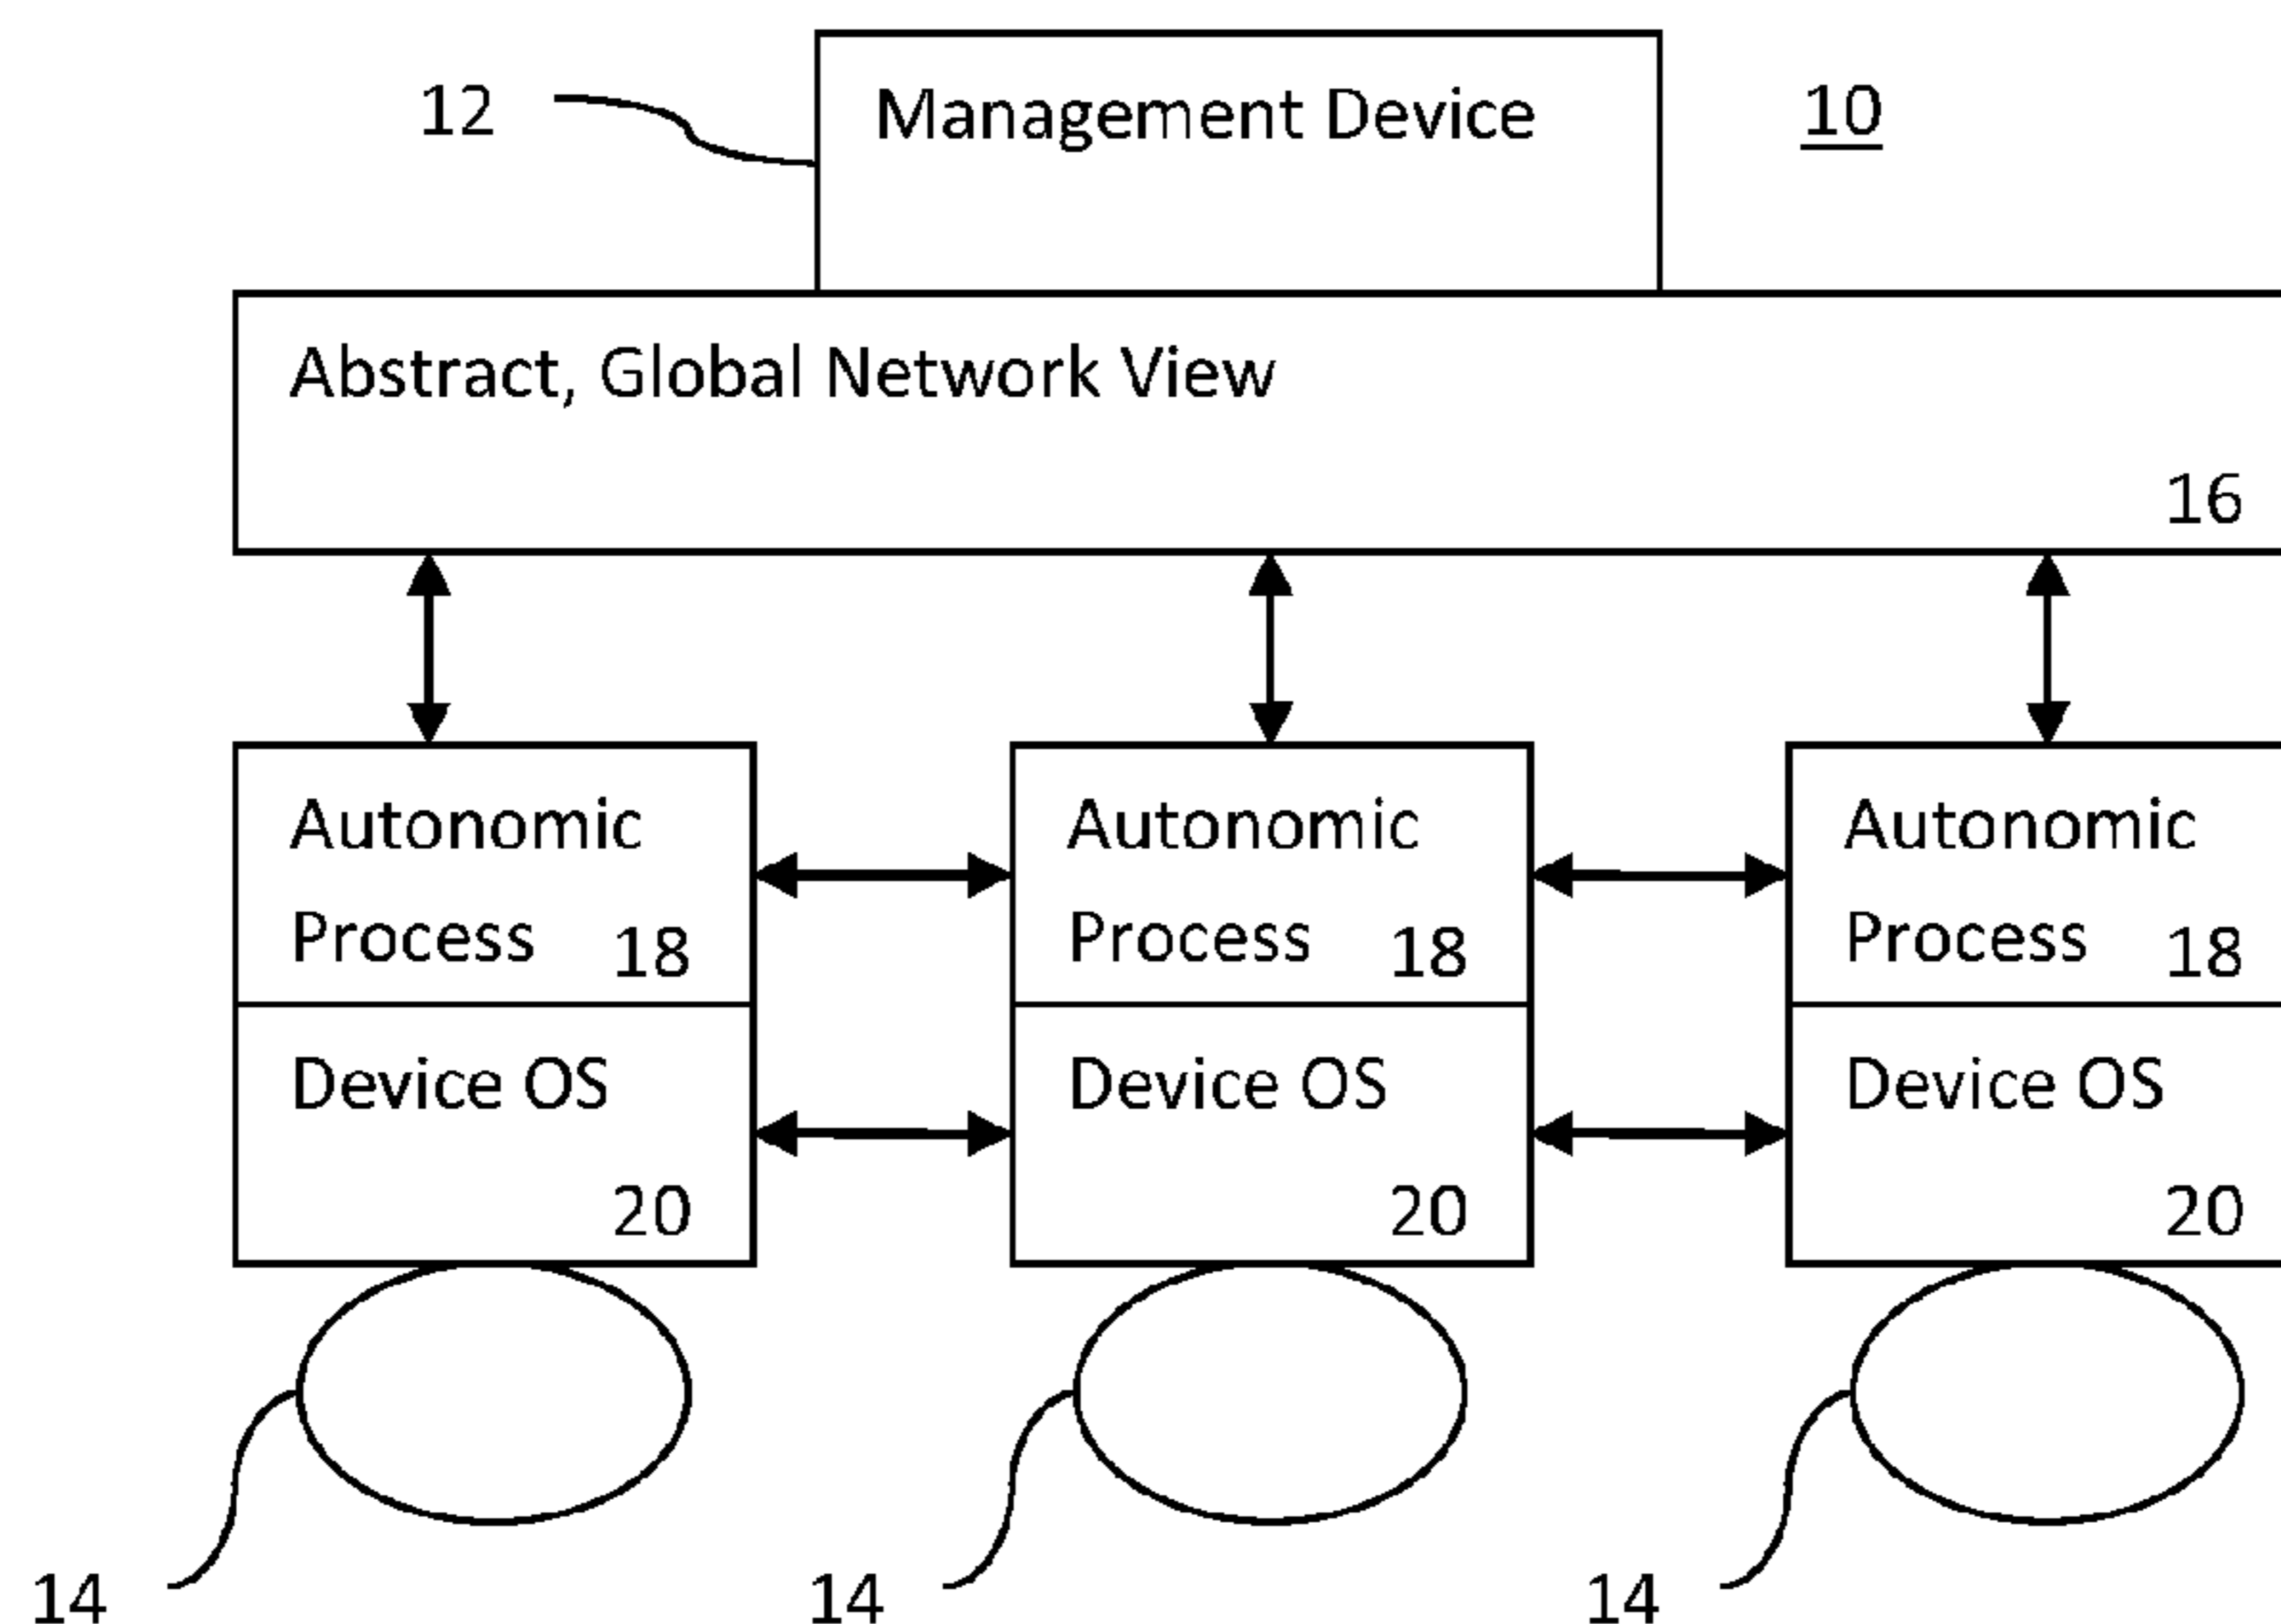 12
Management Device
10
Abstract, Global Network View
16
Autonomic
Process 18
Autonomic
Process 18
Autonomic
Process 18
Device OS
20
Device OS
20
Device OS
20
14
14
14